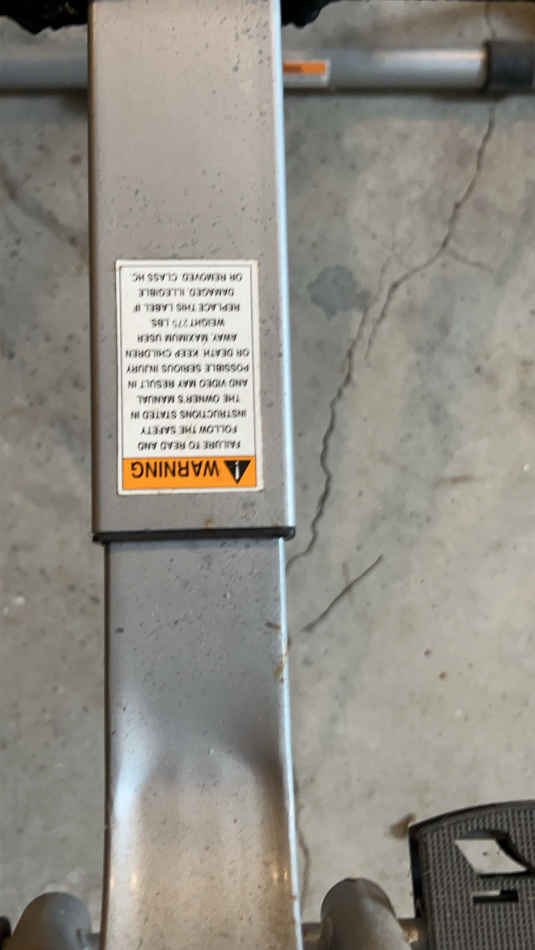 WARNING
FAILURE TO READ AND
FOLLOW THE SAFETY
INSTRUCTIONS STATED IN
THE OWNER'S MANUAL
AND VIDEO MAY RESULT IN
POSSIBLE SERIOUS INJURY
OR DEATH. KEEP CHILDREN
AWAY. MAXIMUM USER
WEIGHT 275 LBS.
REPLACE THIS LABEL IF
DAMAGED, ILLEGIBLE
OR REMOVED. CLASS HC